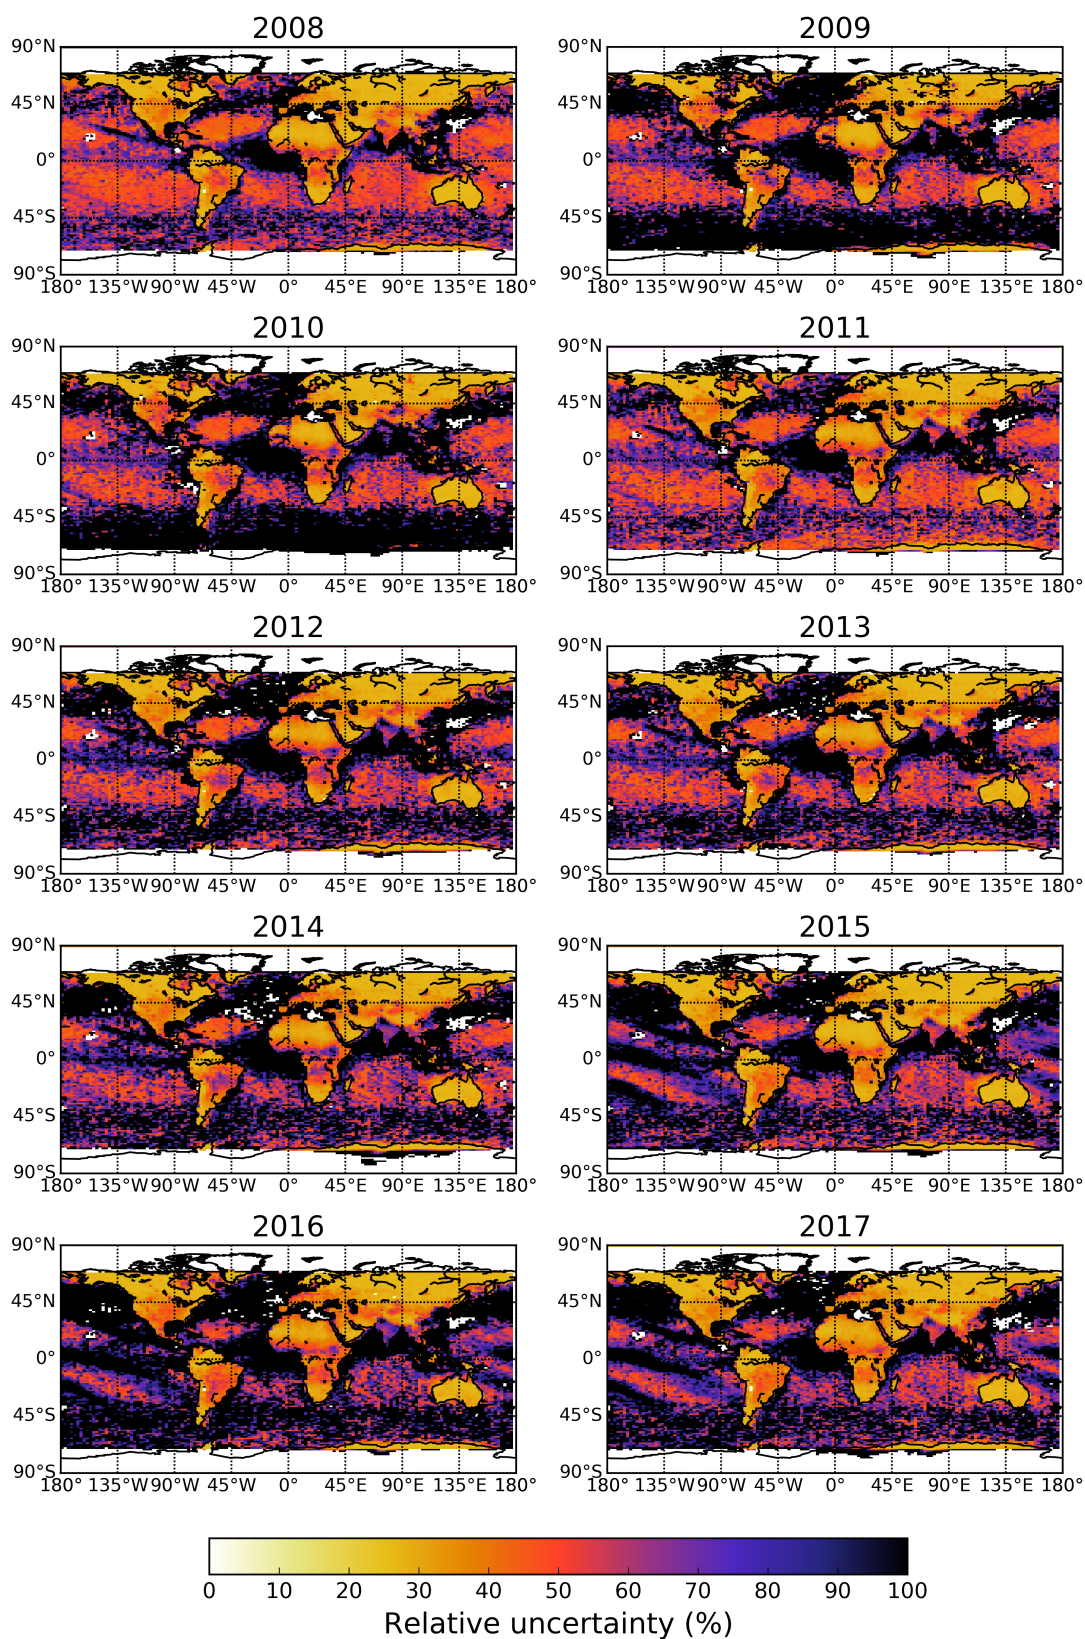 2008 2009
90°N 90°N
45°N 45°N
0° 0°
45°S 45°S
90°S 90°S
180° 135°W 90°W 45°W 0° 45°E 90°E 135°E 180° 180° 135°W 90°W 45°W 0° 45°E 90°E 135°E 180°
2010 2011
90°N 90°N
45°N 45°N
0° 0°
45°S 45°S
90°S 90°S
180° 135°W 90°W 45°W 0° 45°E 90°E 135°E 180° 180° 135°W 90°W 45°W 0° 45°E 90°E 135°E 180°
2012 2013
90°N 90°N
45°N 45°N
0° 0°
45°S 45°S
90°S 90°S
180° 135°W 90°W 45°W 0° 45°E 90°E 135°E 180° 180° 135°W 90°W 45°W 0° 45°E 90°E 135°E 180°
2014 2015
90°N 90°N
45°N 45°N
0° 0°
45°S 45°S
90°S 90°S
180° 135°W 90°W 45°W 0° 45°E 90°E 135°E 180° 180° 135°W 90°W 45°W 0° 45°E 90°E 135°E 180°
2016 2017
90°N 90°N
45°N 45°N
0° 0°
45°S 45°S
90°S 90°S
180° 135°W 90°W 45°W 0° 45°E 90°E 135°E 180° 180° 135°W 90°W 45°W 0° 45°E 90°E 135°E 180°
0 10 20 30 40 50 60 70 80 90 100
Relative uncertainty (%)